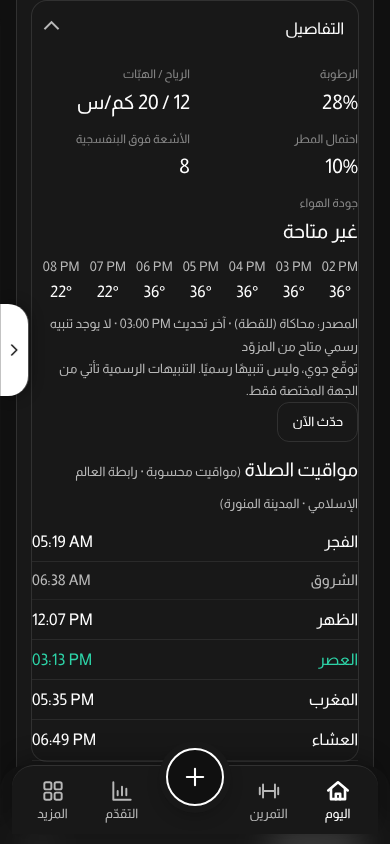 التفاصيل
الرطوبة
28%
الرياح / الهبّات
12 / 20 كم/س
احتمال المطر
10%
الأشعة فوق البنفسجية
8
جودة الهواء
غير متاحة
02 PM 03 PM 04 PM 05 PM 06 PM 07 PM 08 PM
36° 36° 36° 36° 36° 22° 22°
المصدر: محاكاة (للقطة) · آخر تحديث 03:00 PM · لا يوجد تنبيه
رسمي متاح من المزوّد
توقّع جوي، وليس تنبيهًا رسميًا. التنبيهات الرسمية تأتي من
الجهة المختصة فقط.
حدّث الآن
مواقيت الصلاة (مواقيت محسوبة · رابطة العالم
الإسلامي · المدينة المنورة)
الفجر 05:19 AM
الشروق 06:38 AM
الظهر 12:07 PM
العصر 03:13 PM
المغرب 05:35 PM
العشاء 06:49 PM
اليوم التمرين التقدّم المزيد